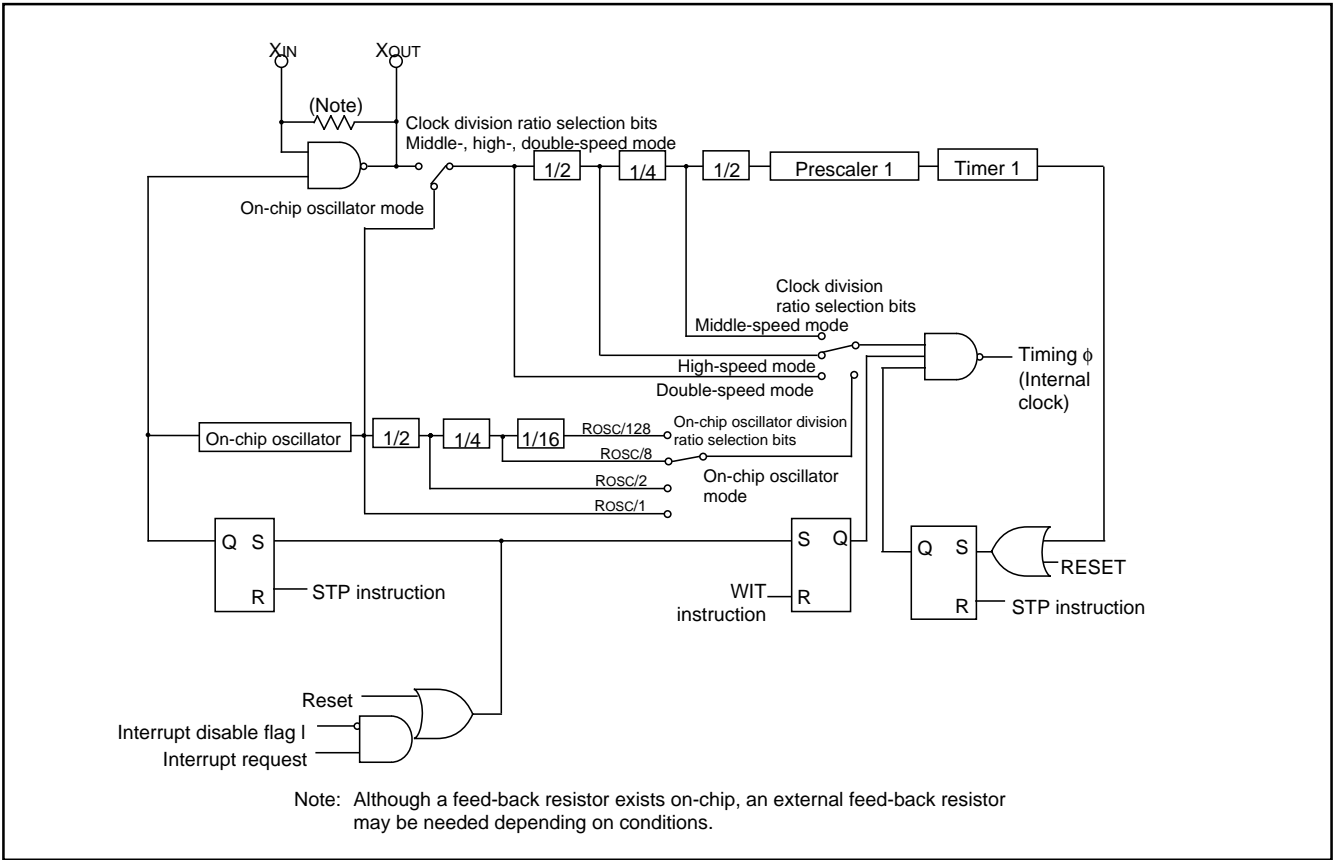 XIN XOUT
(Note)
Clock division ratio selection bits
Middle-, high-, double-speed mode
1/2 1/4 1/2 Prescaler 1 Timer 1
On-chip oscillator mode
Clock division
ratio selection bits
Middle-speed mode
High-speed mode
Double-speed mode
Timing ϕ
(Internal
clock)
On-chip oscillator 1/2 1/4 1/16
ROSC/128
ROSC/8
ROSC/2
ROSC/1
On-chip oscillator division
ratio selection bits
On-chip oscillator
mode
Q S
R
STP instruction
S Q
R
WIT
instruction
Q S
R
RESET
STP instruction
Reset
Interrupt disable flag I
Interrupt request
Note: Although a feed-back resistor exists on-chip, an external feed-back resistor
may be needed depending on conditions.